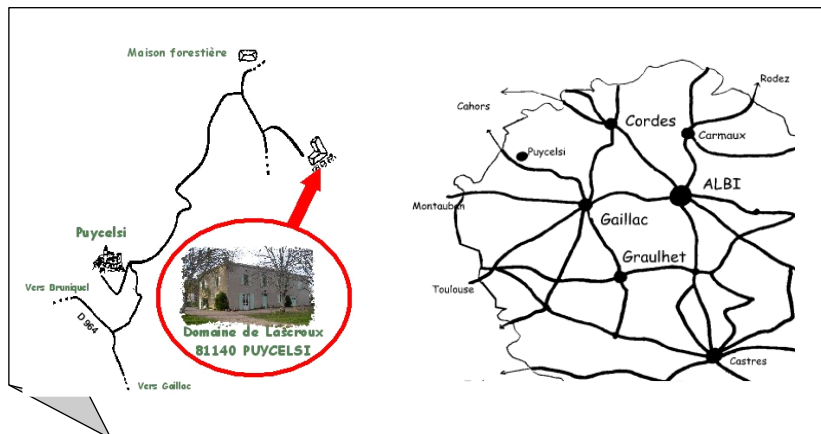 Maison forestière
Puycelsi
Vers Bruniquel
D 964
Vers Gaillac
Domaine de Lascroux
81140 PUYCELSI
Rodez
Cahors
Cordes
Carmaux
Puycelsi
ALBI
Montauban
Gaillac
Graulhet
Toulouse
Castres